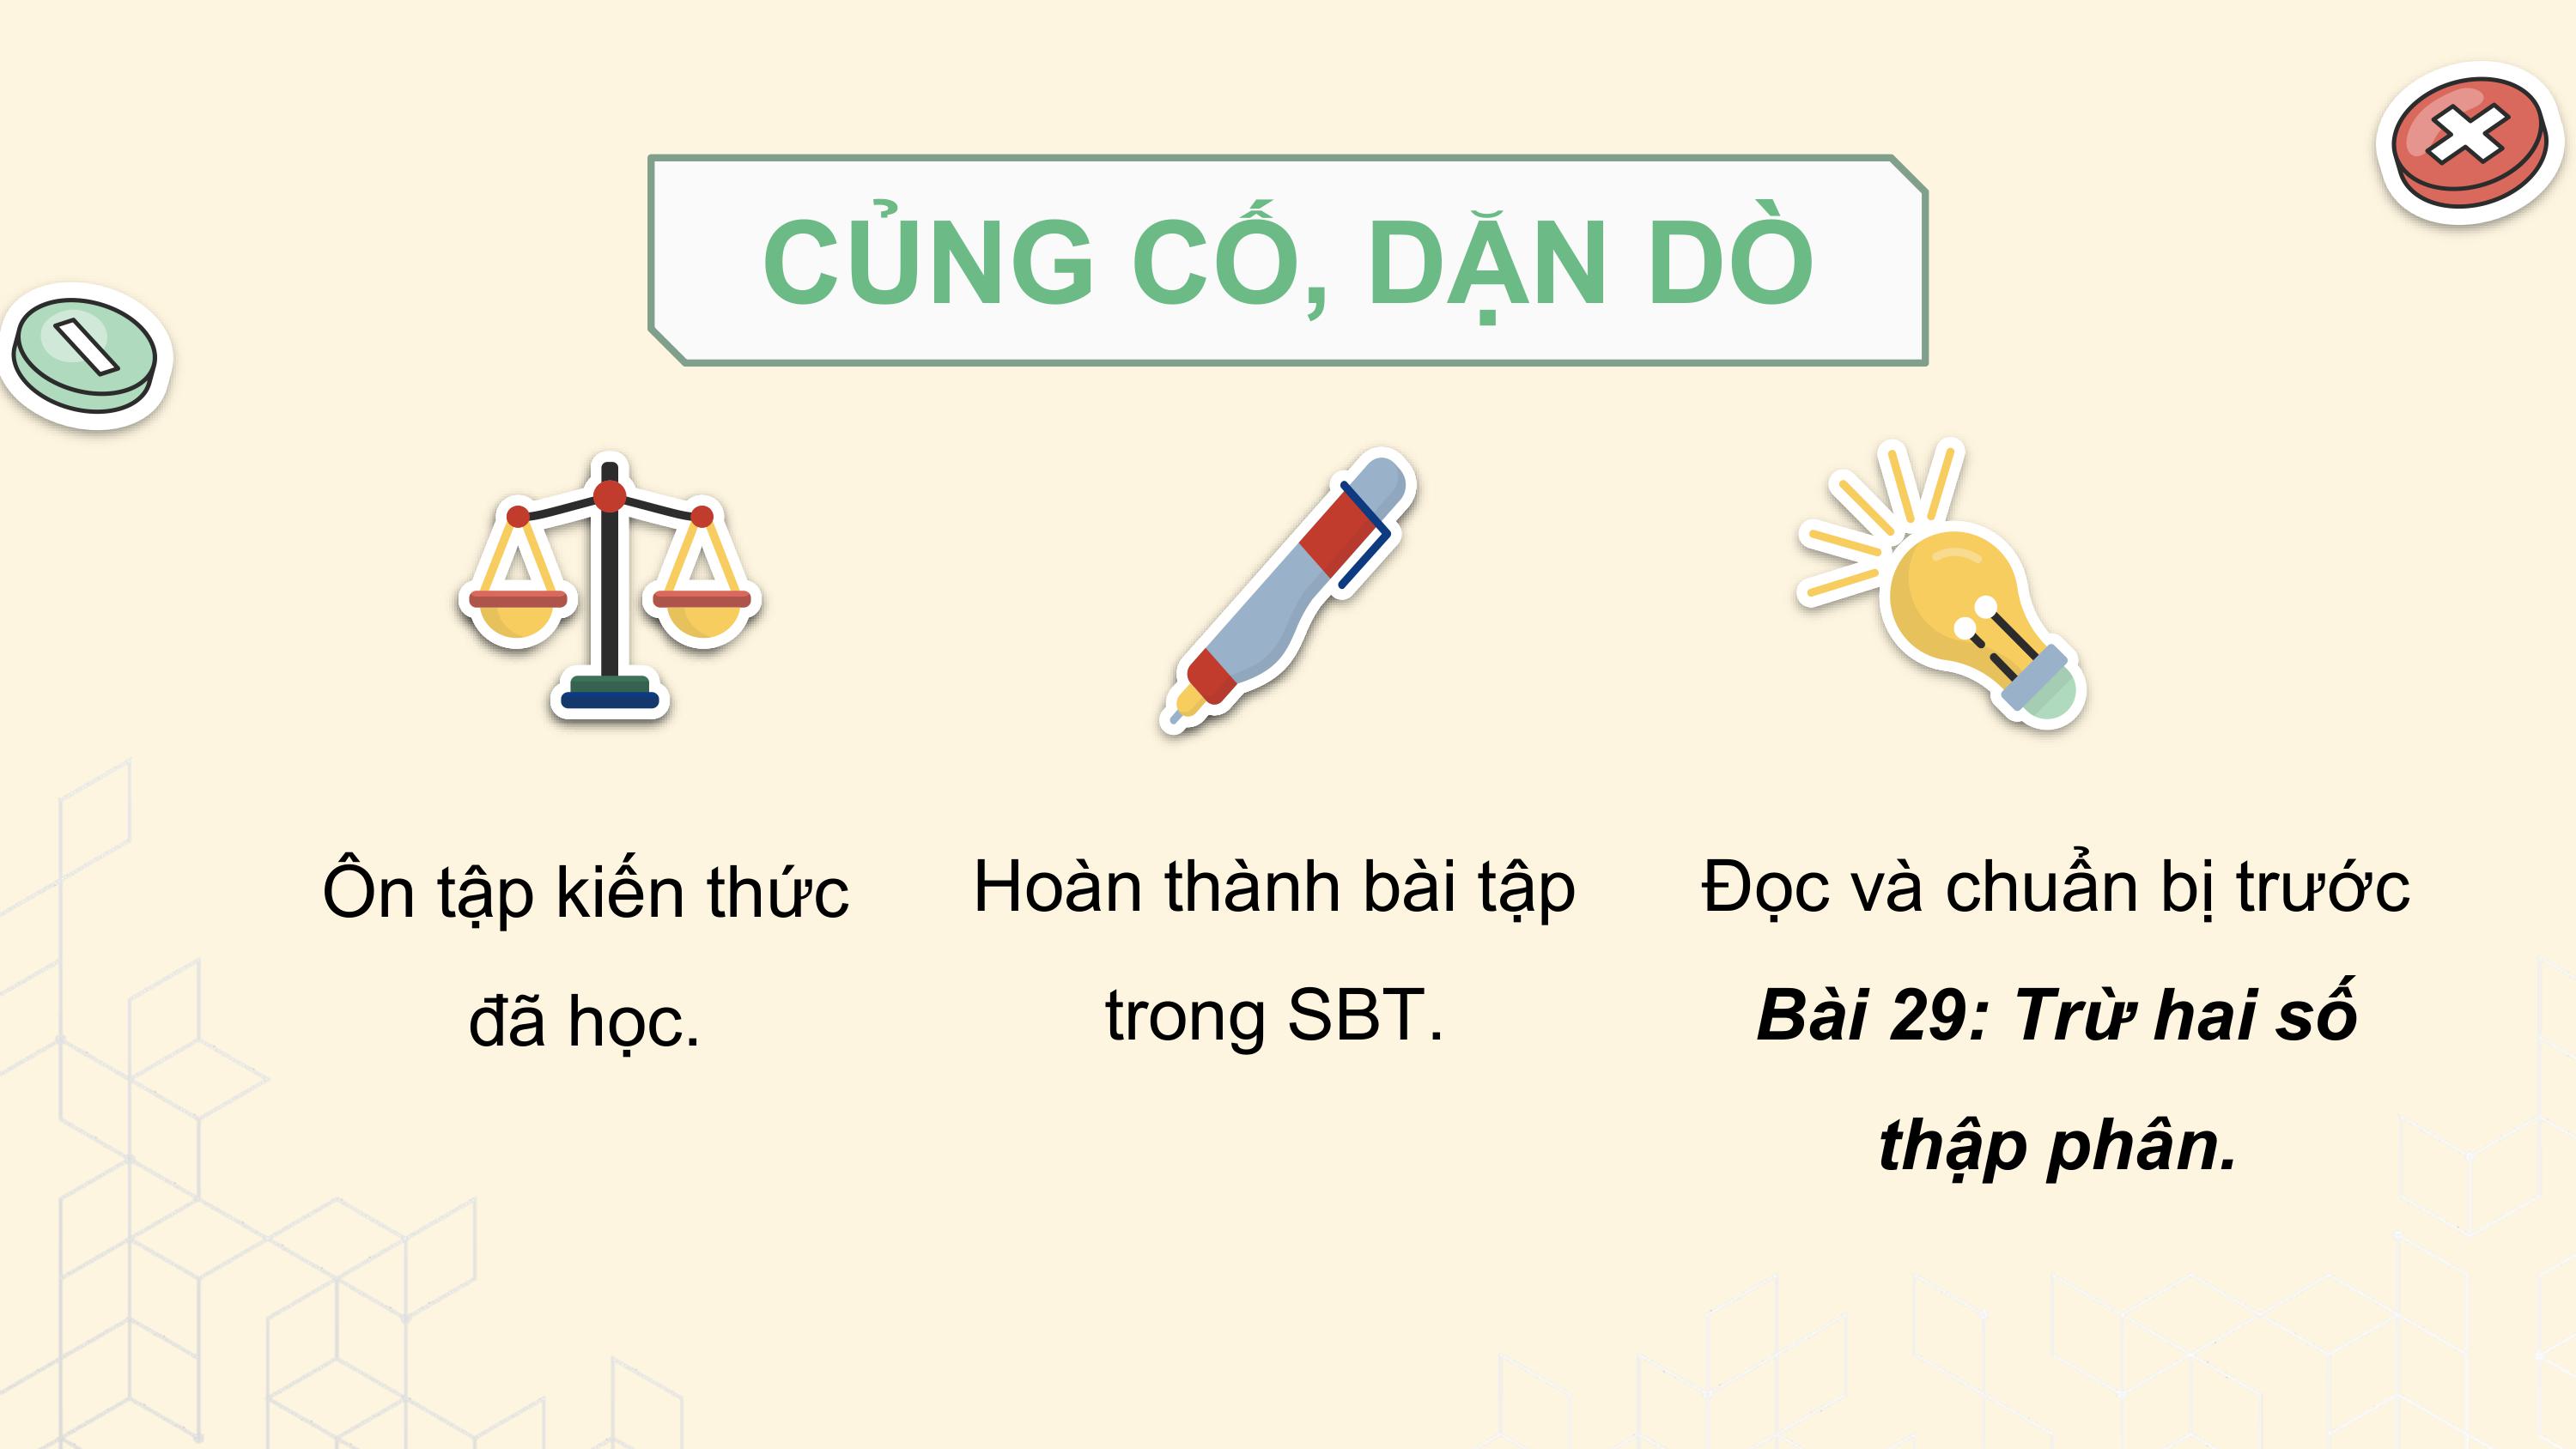 CỦNG CỐ, DẶN DÒ
Ôn tập kiến thức
đã học.
Hoàn thành bài tập
trong SBT.
Đọc và chuẩn bị trước
Bài 29: Trừ hai số
thập phân.